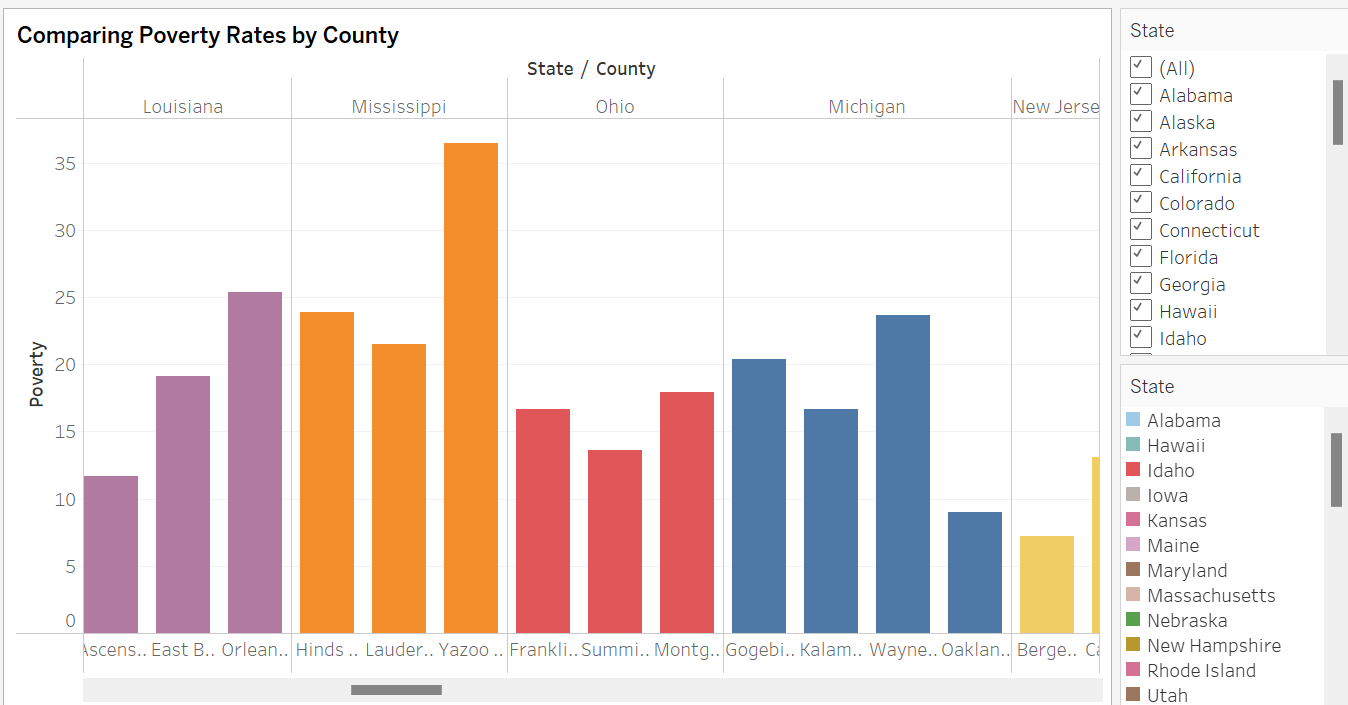 Comparing Poverty Rates by County
State / County
Louisiana Mississippi Ohio Michigan New Jerse
35
30
25
20
15
10
5
0
Poverty
Ascens.. East B.. Orlean.. Hinds .. Lauder.. Yazoo .. Frankli.. Summi.. Montg.. Gogebi.. Kalam.. Wayne.. Oaklan.. Berge.. Ca
State
(All)
Alabama
Alaska
Arkansas
California
Colorado
Connecticut
Florida
Georgia
Hawaii
Idaho
State
Alabama
Hawaii
Idaho
Iowa
Kansas
Maine
Maryland
Massachusetts
Nebraska
New Hampshire
Rhode Island
Utah